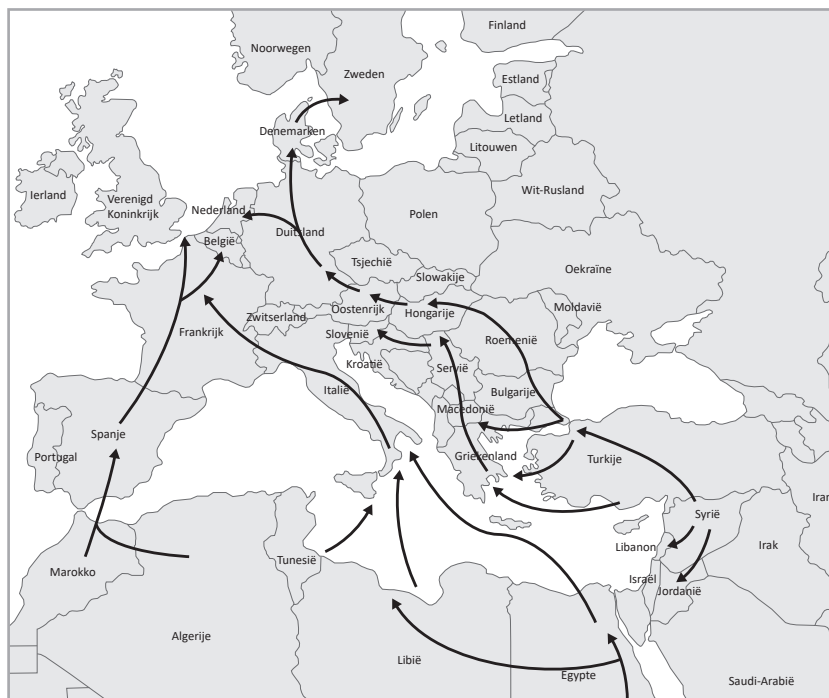 Finland
Noorwegen
Zweden
Estland
Letland
Denemarken
Litouwen
Ierland
Verenigd
Koninkrijk
Nederland
Wit-Rusland
Polen
België
Duitsland
Tsjechië
Oekraïne
Slowakije
Oostenrijk
Hongarije
Moldavië
Zwitserland
Frankrijk
Slovenië
Roemenië
Kroatië
Servië
Italië
Bulgarije
Macedonië
Spanje
Portugal
Griekenland
Turkije
Iran
Syrië
Libanon
Irak
Tunesië
Marokko
Israël
Jordanië
Algerije
Libië
Egypte
Saudi-Arabië